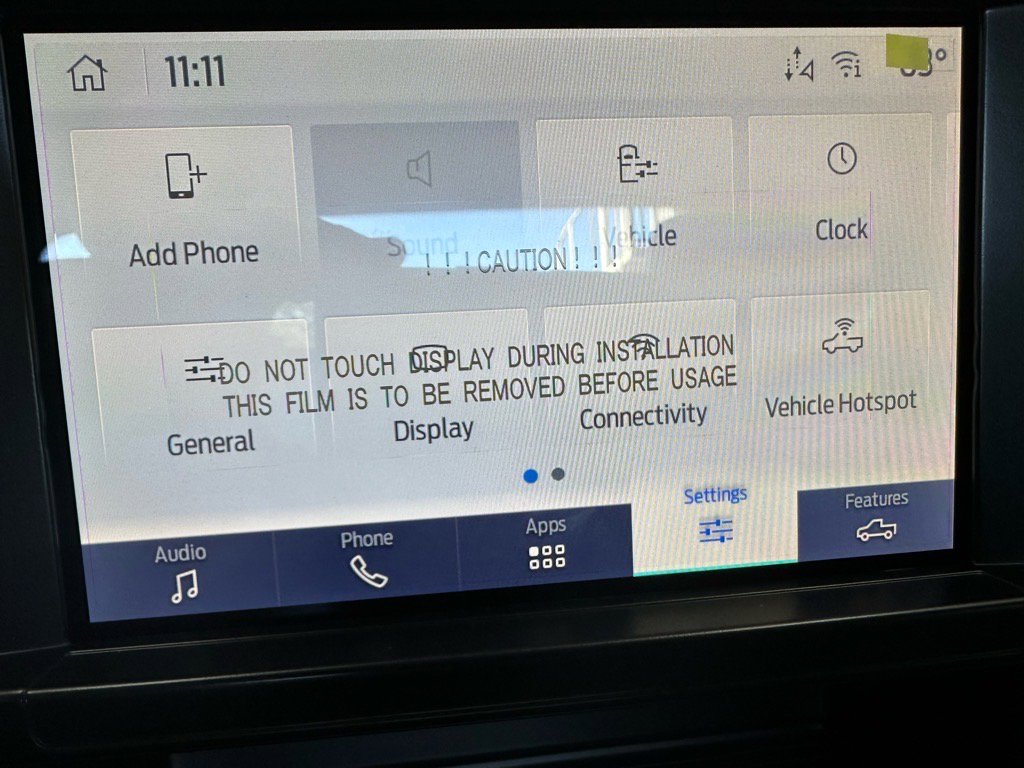 11:11
Add Phone
Sound
Vehicle
Clock
! ! ! CAUTION ! ! !
DO NOT TOUCH DISPLAY DURING INSTALLATION
THIS FILM IS TO BE REMOVED BEFORE USAGE
General
Display
Connectivity
Vehicle Hotspot
Audio
Phone
Apps
Settings
Features